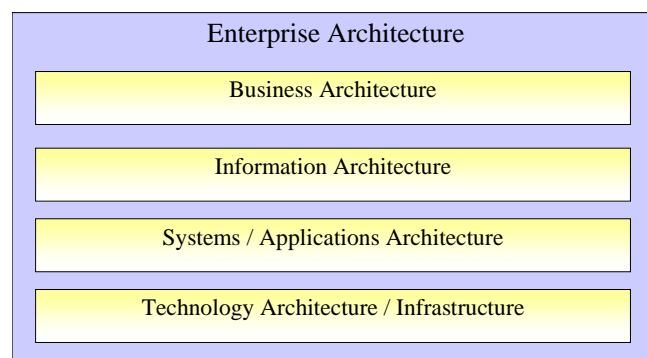 Enterprise Architecture
Business Architecture
Information Architecture
Systems / Applications Architecture
Technology Architecture / Infrastructure